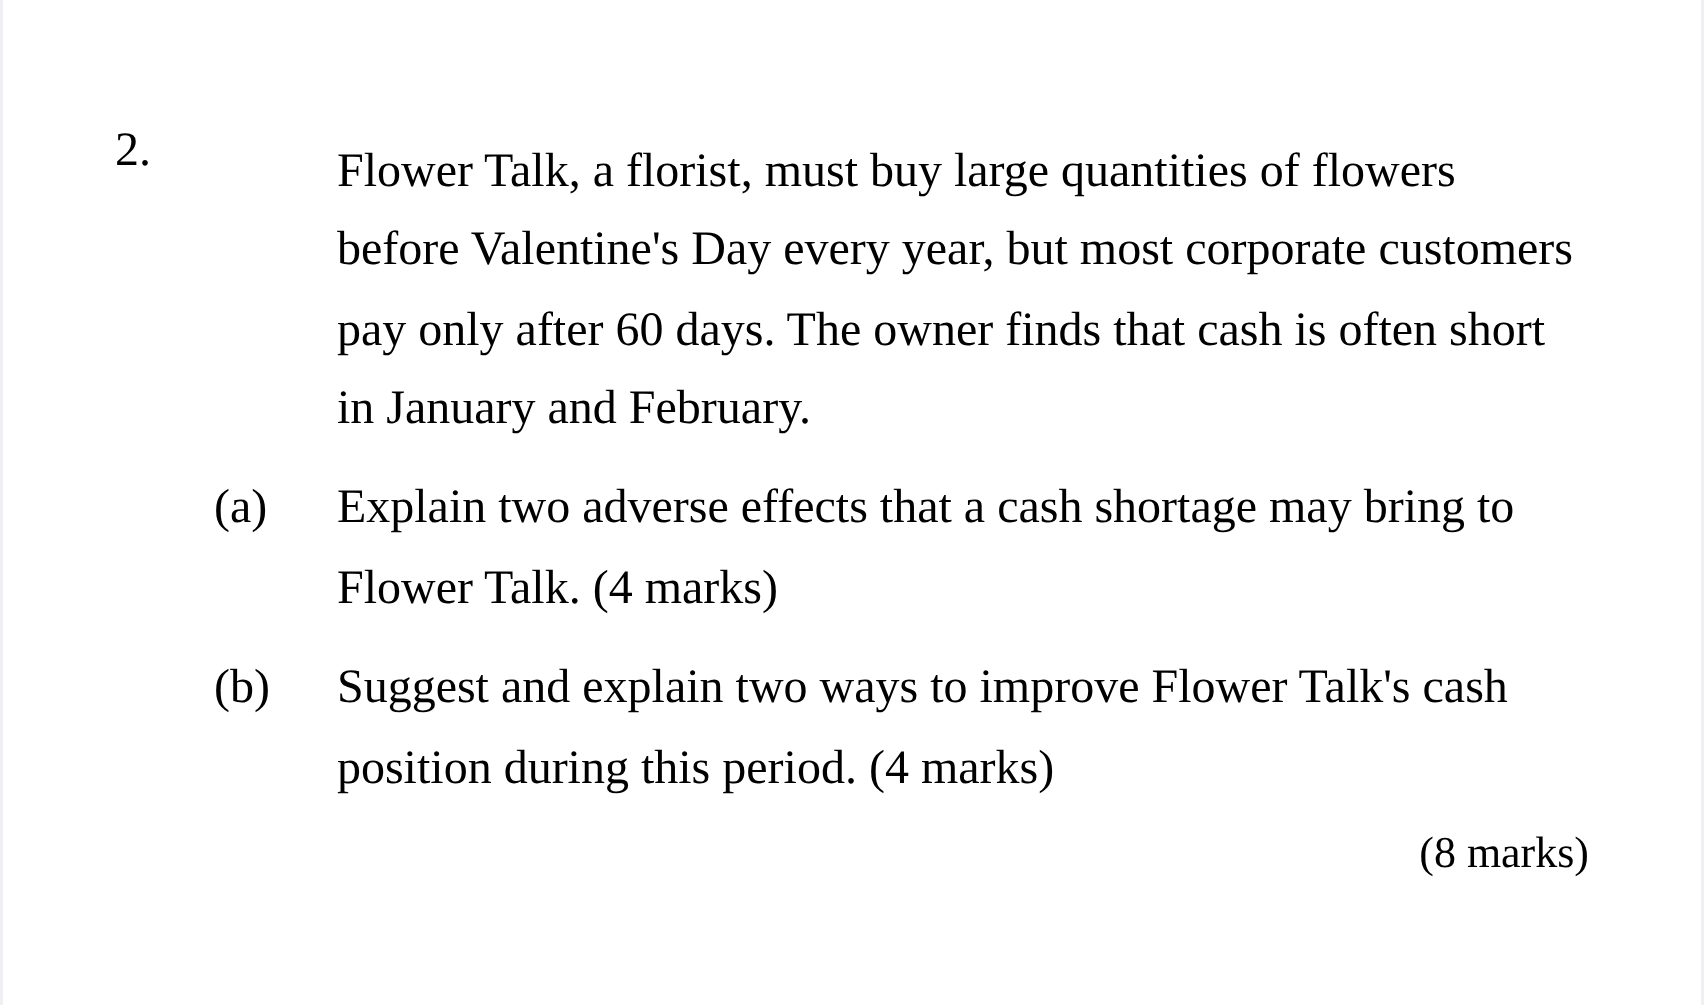 2.
Flower Talk, a florist, must buy large quantities of flowers
before Valentine's Day every year, but most corporate customers
pay only after 60 days. The owner finds that cash is often short
in January and February.
(a) Explain two adverse effects that a cash shortage may bring to
Flower Talk. (4 marks)
(b) Suggest and explain two ways to improve Flower Talk's cash
position during this period. (4 marks)
(8 marks)